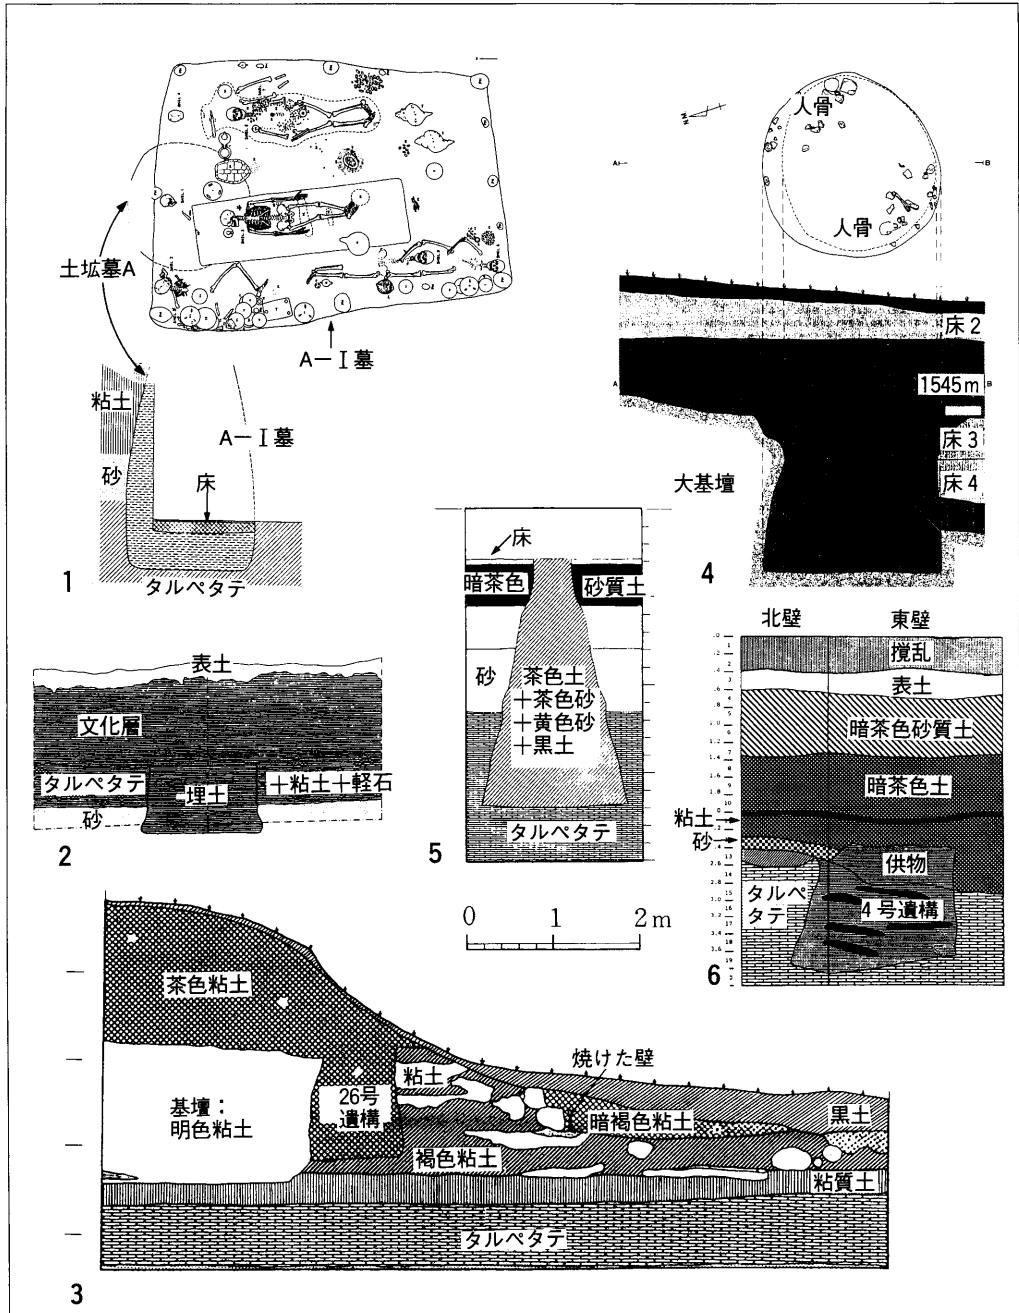 土拡墓A
A－Ⅰ墓
粘土
A－Ⅰ墓
砂
床
タルペタテ
1
人骨
人骨
N
A
B
床2
A
1545m
B
床3
床4
大基壇
4
表土
文化層
タルペタテ
埋土
＋粘土＋軽石
砂
2
床
暗茶色
砂質土
砂
茶色土
＋茶色砂
＋黄色砂
＋黒土
タルペタテ
5
北壁
東壁
撹乱
表土
暗茶色砂質土
暗茶色土
粘土
砂
供物
タルペ
タテ
4号遺構
6
0 1 2m
茶色粘土
焼けた壁
粘土
26号
遺構
基壇：
明色粘土
暗褐色粘土
黒土
褐色粘土
粘質土
タルペタテ
3